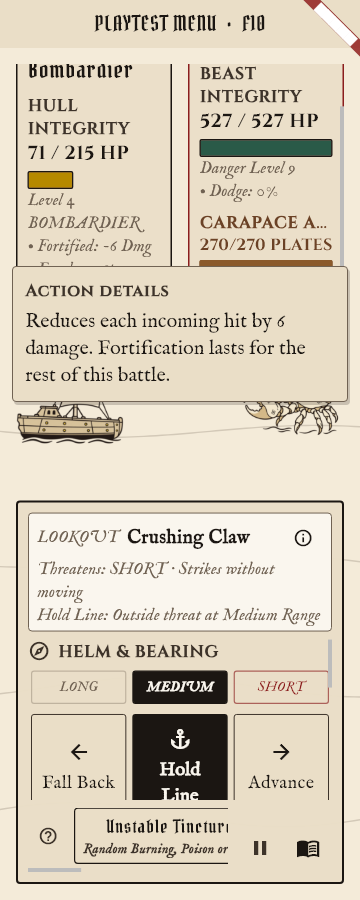 PLAYTEST MENU · F10
Bombardier
HULL
INTEGRITY
71 / 215 HP
Level 4
BOMBARDIER
• Fortified: -6 Dmg
BEAST
INTEGRITY
527 / 527 HP
Danger Level 9
• Dodge: 0%
CARAPACE A...
270/270 PLATES
ACTION DETAILS
Reduces each incoming hit by 6
damage. Fortification lasts for the
rest of this battle.
LOOKOUT Crushing Claw
Threatens: SHORT · Strikes without
moving
Hold Line: Outside threat at Medium Range
HELM & BEARING
LONG
MEDIUM
SHORT
Fall Back
Hold
Line
Advance
Unstable Tincture
Random Burning, Poison or